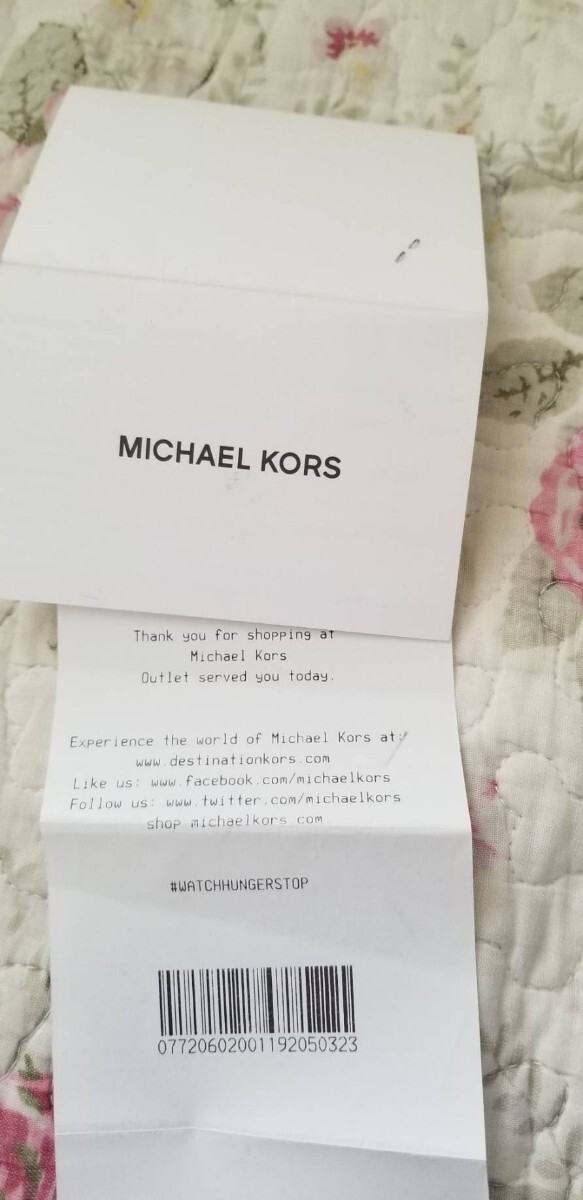 MICHAEL KORS
Thank you for shopping at
Michael Kors
Outlet served you today.
Experience the world of Michael Kors at:
www.destinationkors.com
Like us: www.facebook.com/michaelkors
Follow us: www.twitter.com/michaelkors
shop michaelkors com
#WATCHHUNGERSTOP
07720602001192050323